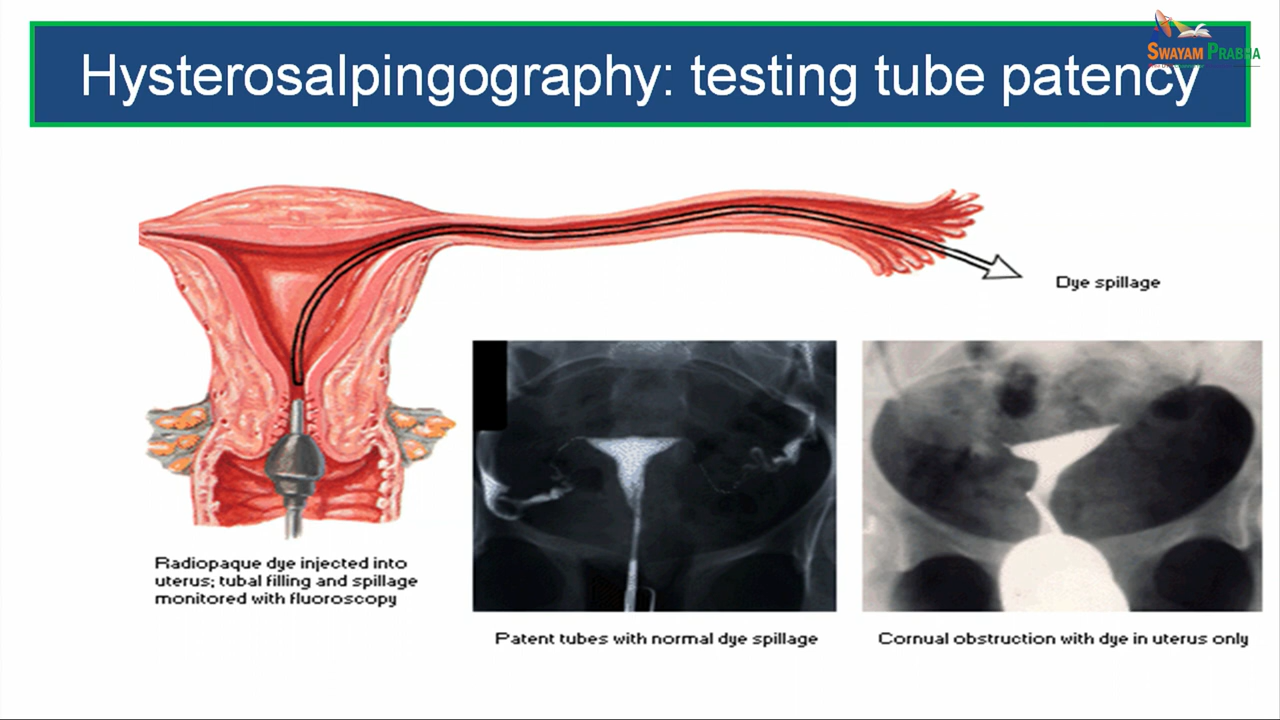 Hysterosalpingography: testing tube patency
SWAYAM PRABHA
Dye spillage
Radiopaque dye injected into
uterus; tubal filling and spillage
monitored with fluoroscopy
Patent tubes with normal dye spillage
Cornual obstruction with dye in uterus only